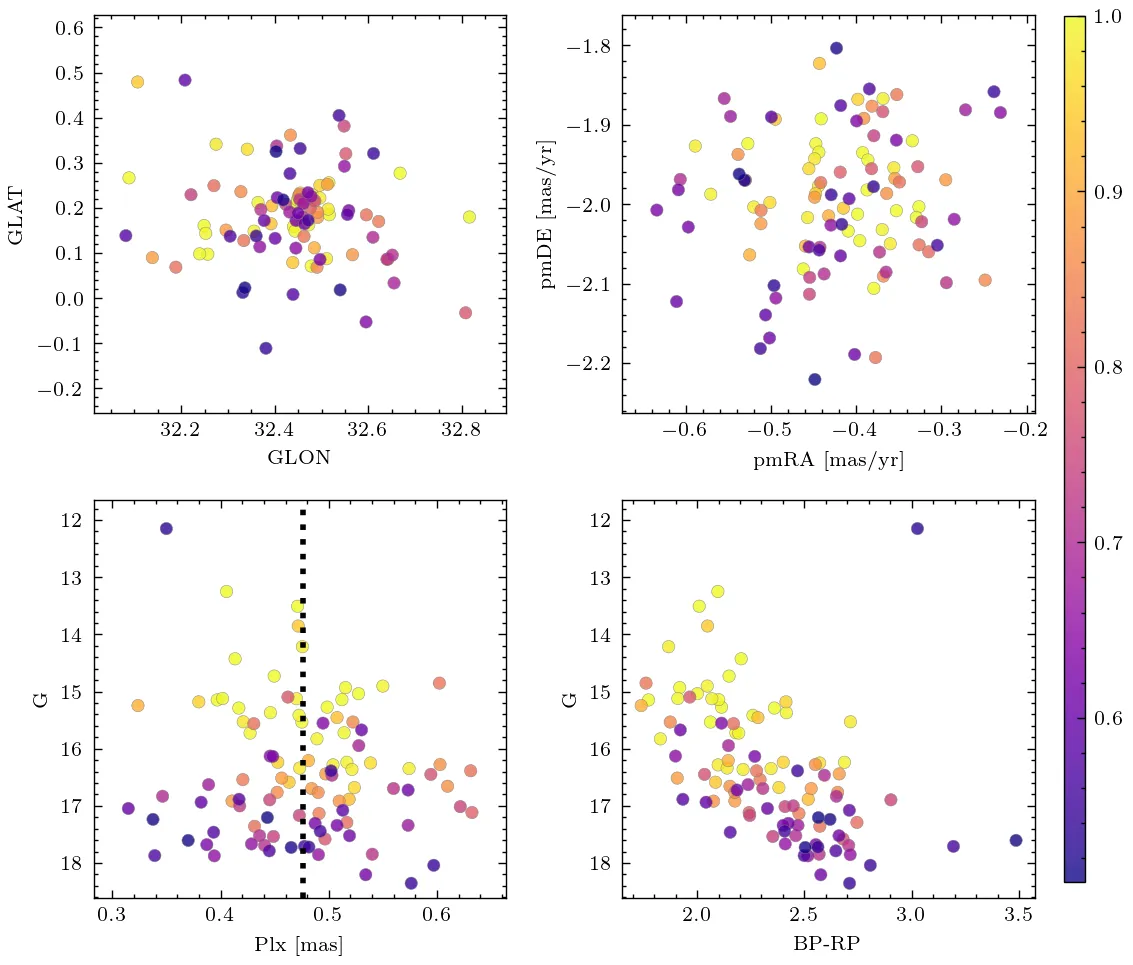 0.6
0.5
0.4
0.3
0.2
0.1
0.0
−0.1
−0.2
GLAT
32.2 32.4 32.6 32.8
GLON
−1.8
−1.9
−2.0
−2.1
−2.2
pmDE [mas/yr]
−0.6 −0.5 −0.4 −0.3 −0.2
pmRA [mas/yr]
12
13
14
15
16
17
18
G
0.3 0.4 0.5 0.6
Plx [mas]
12
13
14
15
16
17
18
G
2.0 2.5 3.0 3.5
BP-RP
1.0
0.9
0.8
0.7
0.6